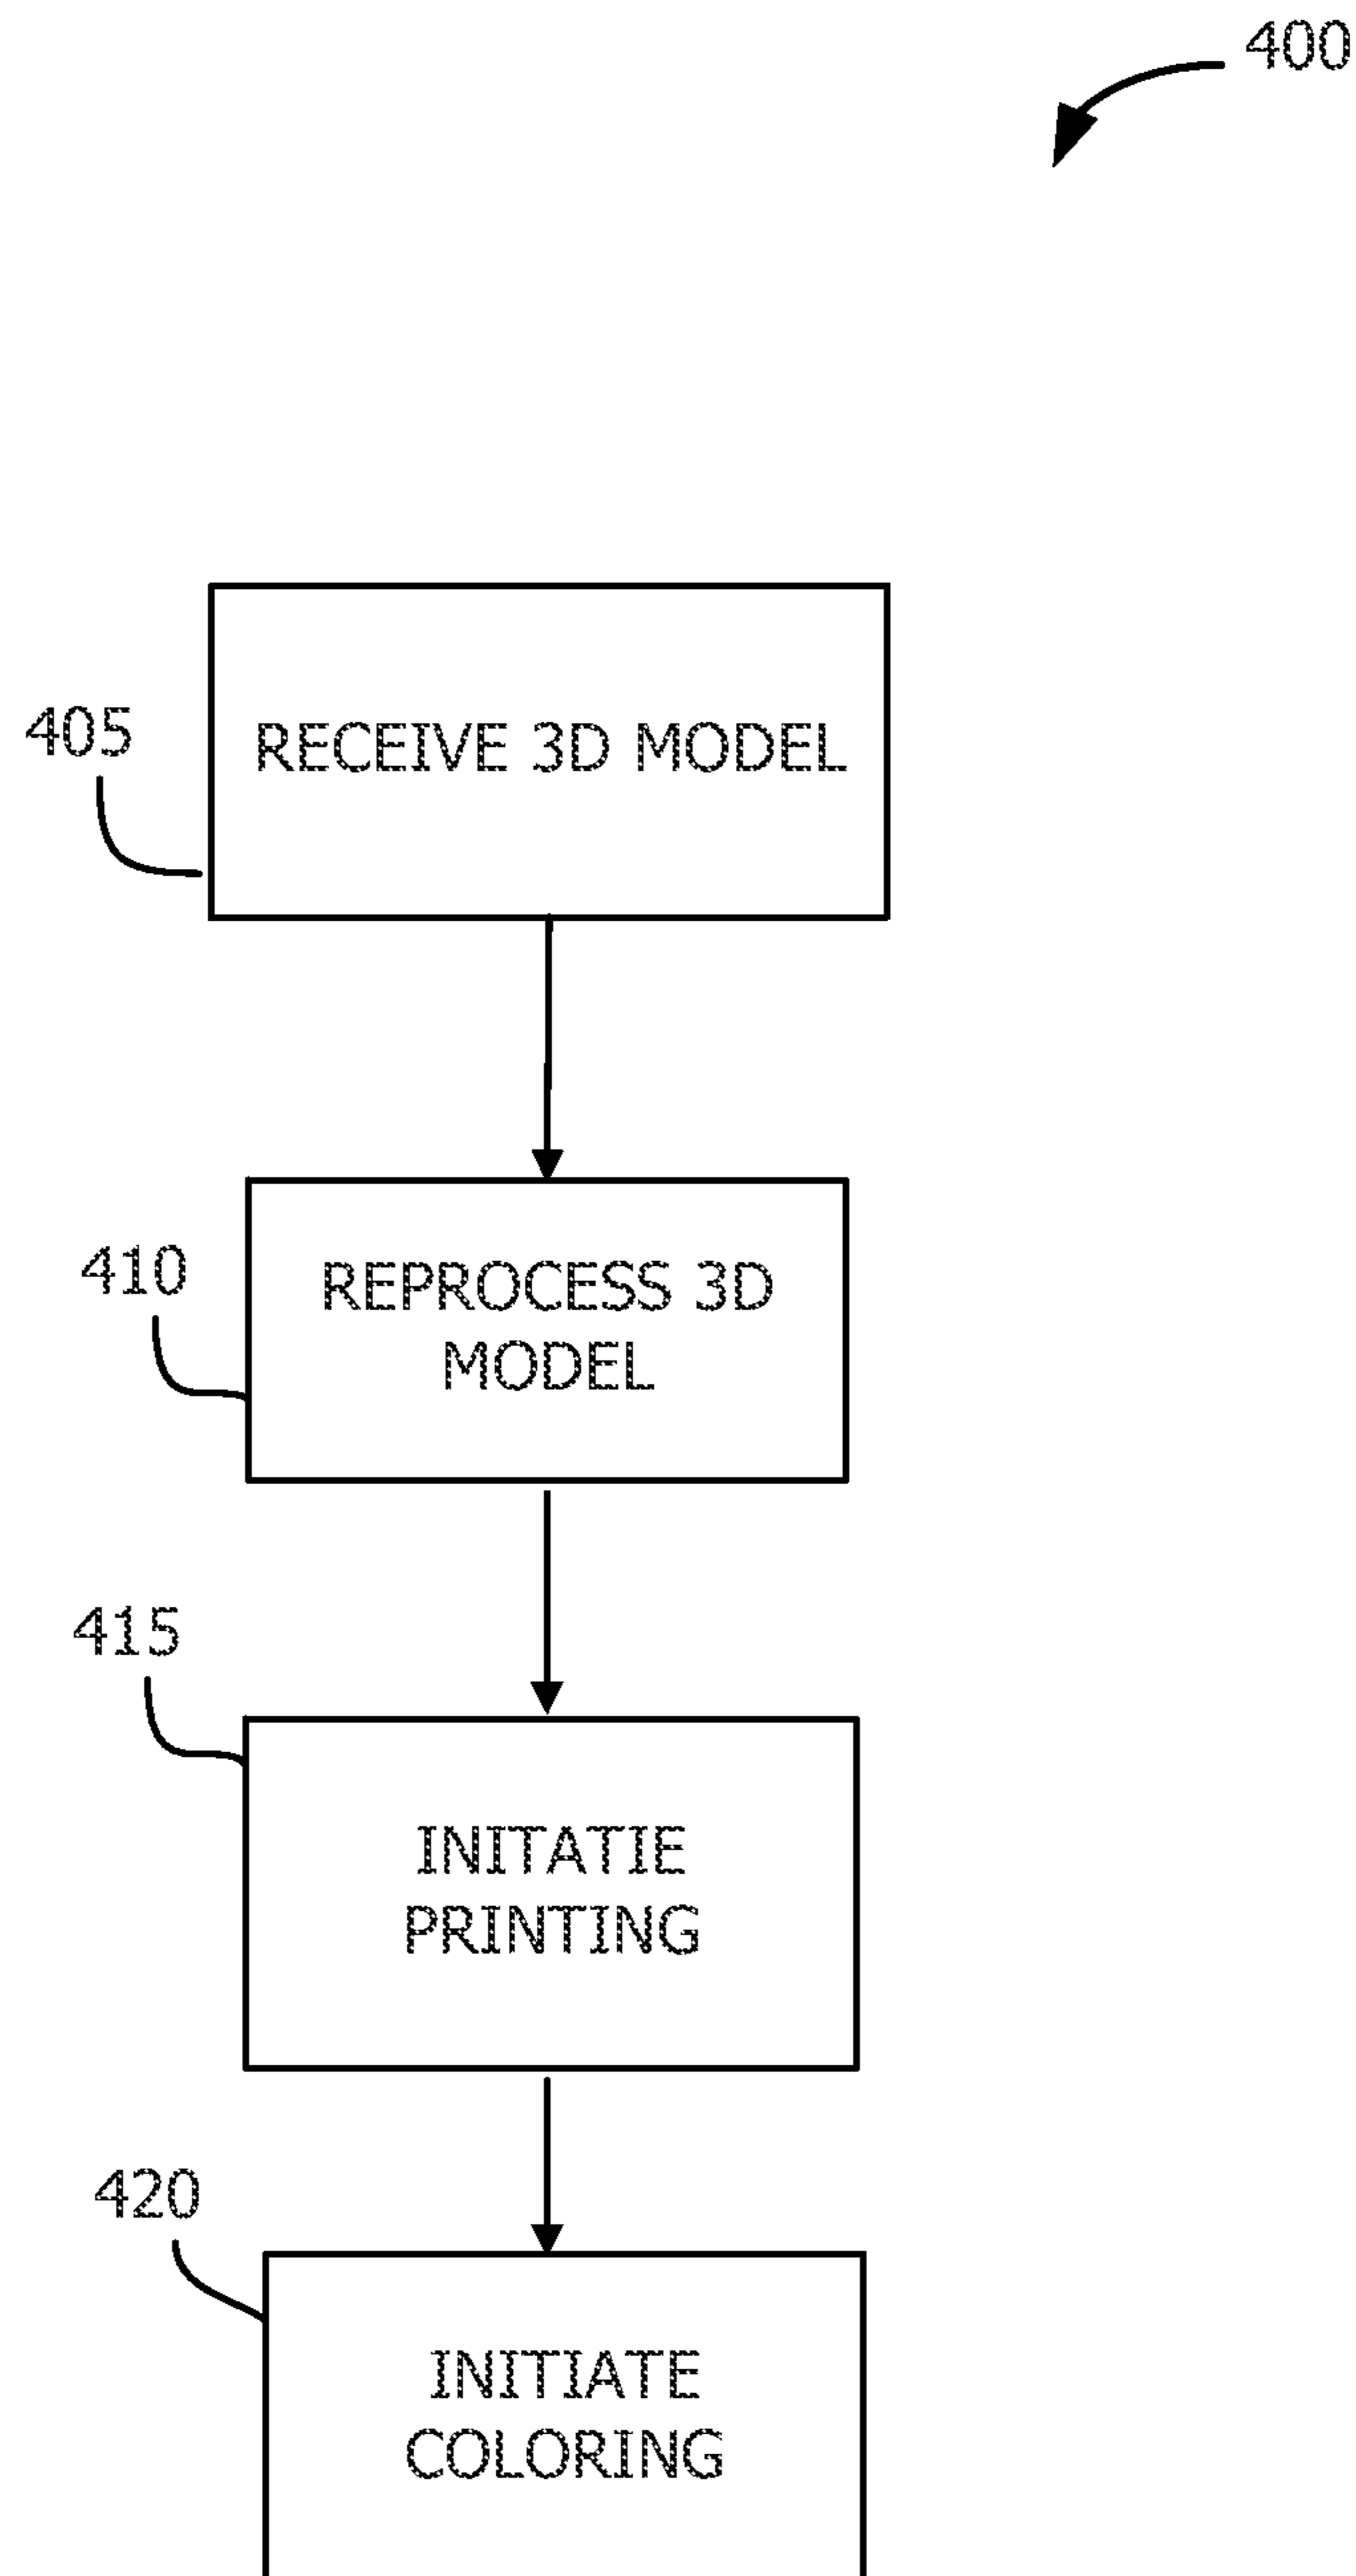 400
405
RECEIVE 3D MODEL
410
REPROCESS 3D
MODEL
415
INITATIE
PRINTING
420
INITIATE
COLORING